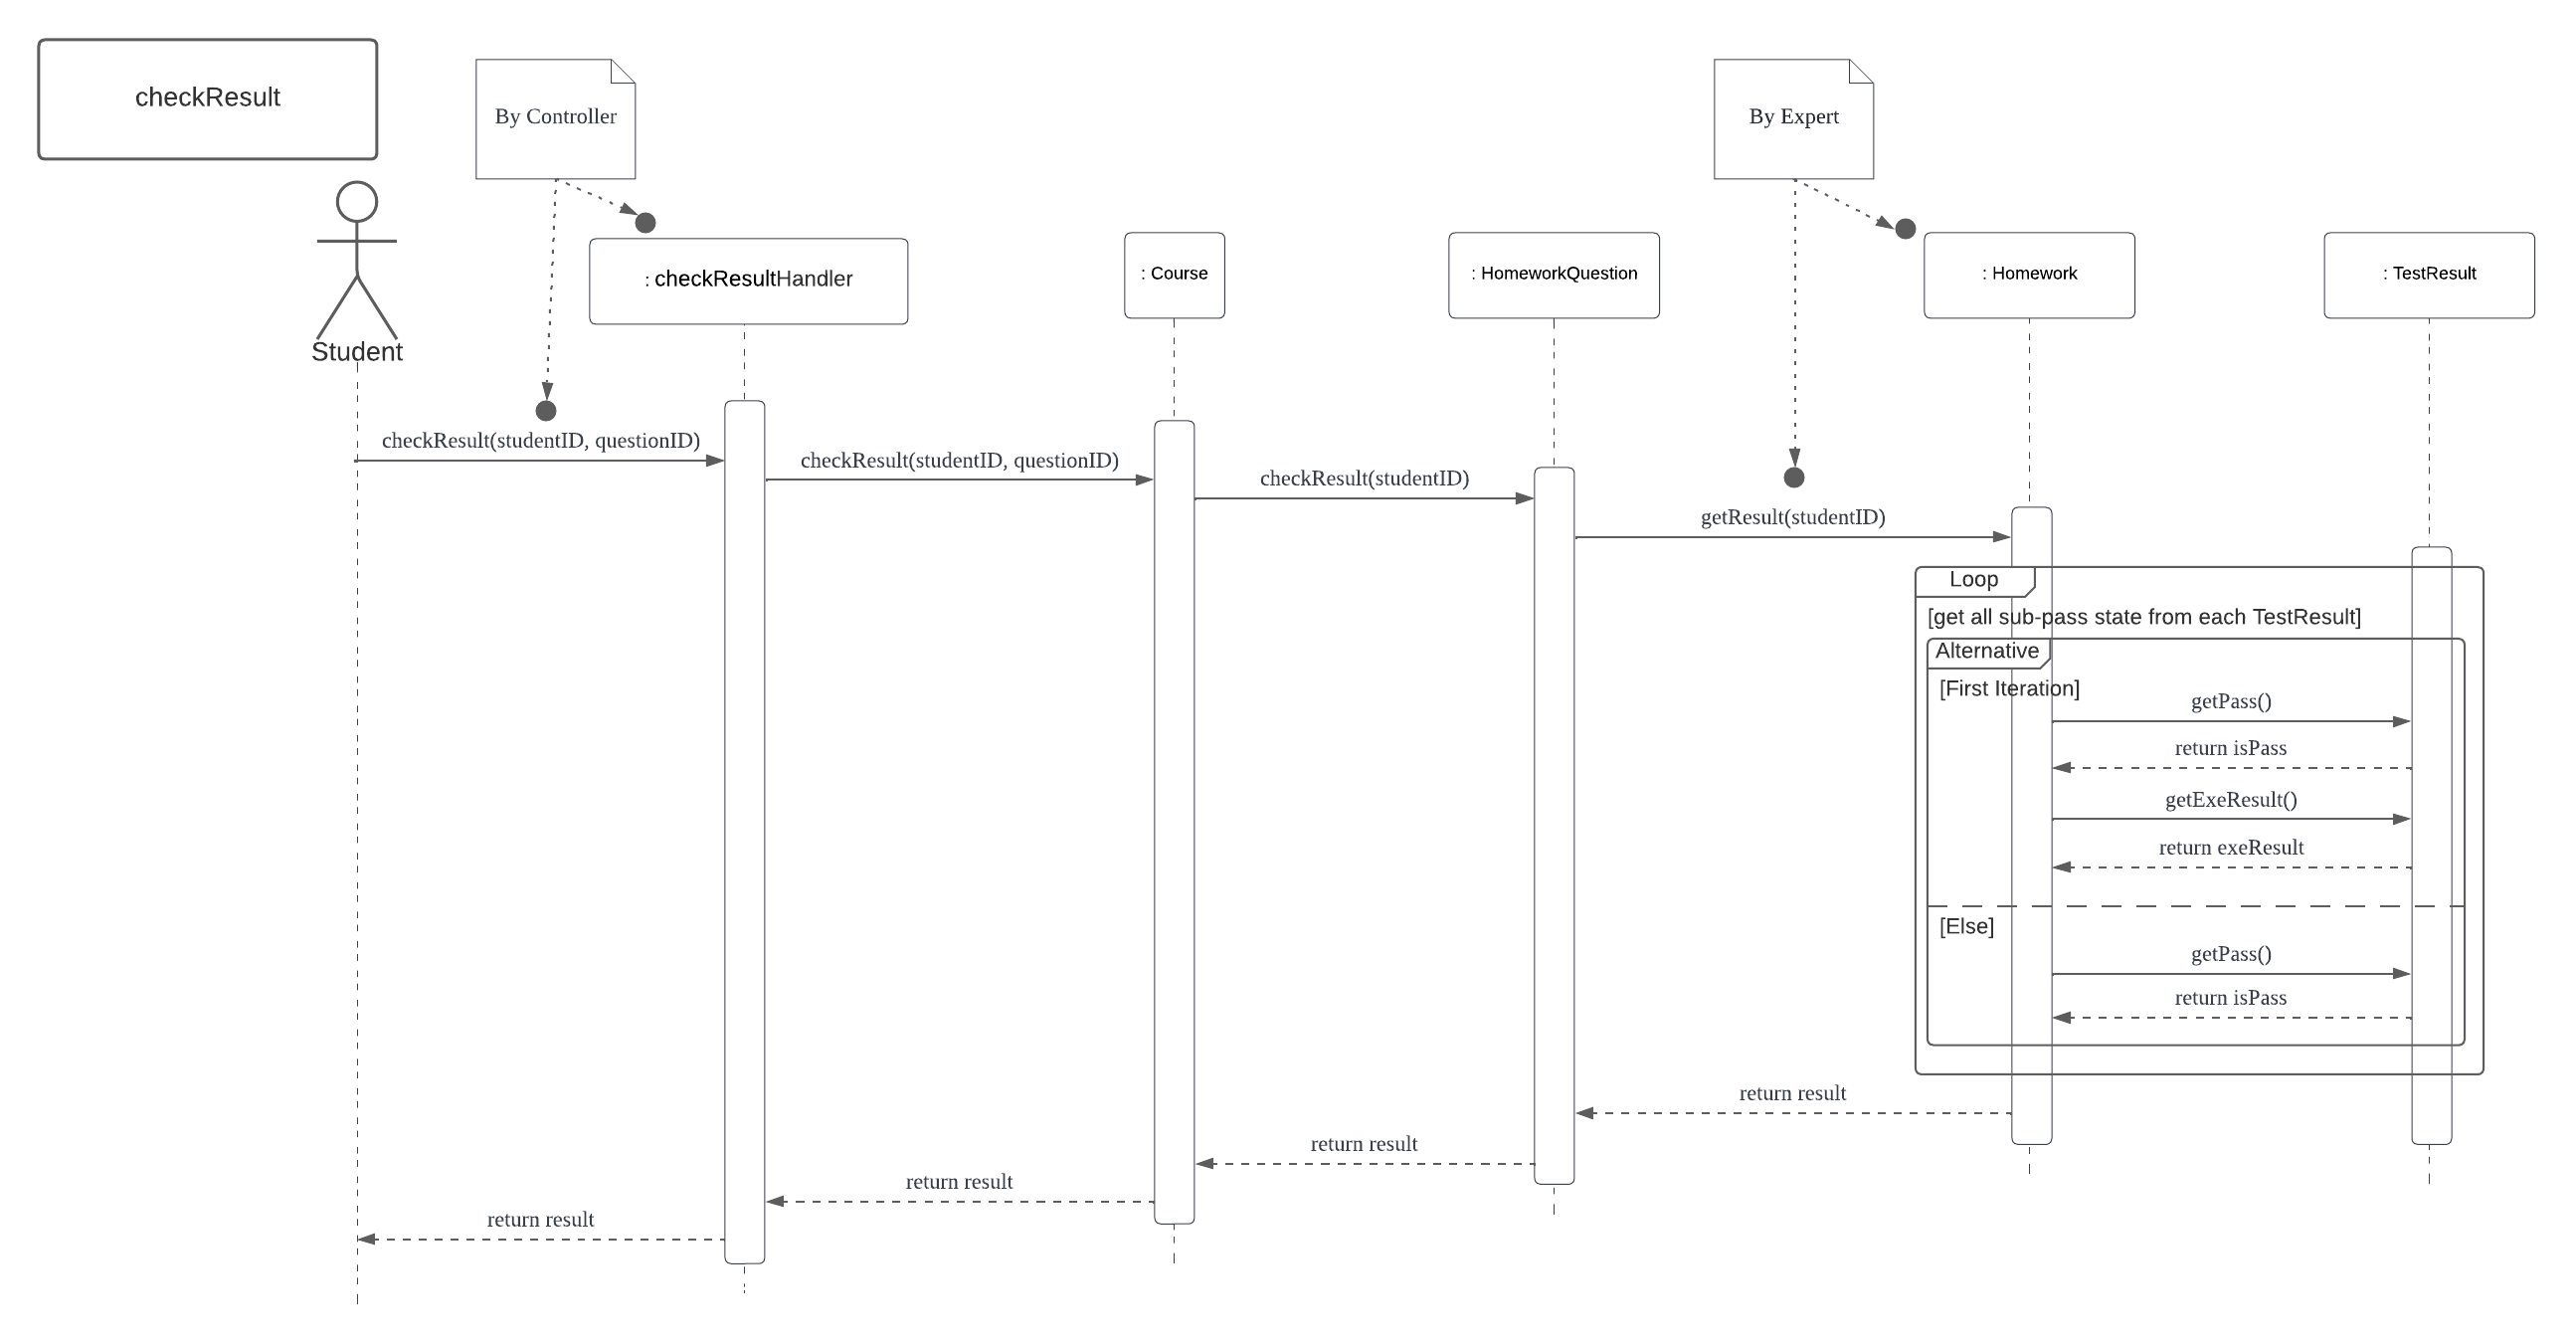 checkResult
By Controller
By Expert
Student
: checkResultHandler
: Course
: HomeworkQuestion
: Homework
: TestResult
checkResult(studentID, questionID)
checkResult(studentID, questionID)
checkResult(studentID)
getResult(studentID)
Loop
[get all sub-pass state from each TestResult]
Alternative
[First Iteration]
getPass()
return isPass
getExeResult()
return exeResult
[Else]
getPass()
return isPass
return result
return result
return result
return result